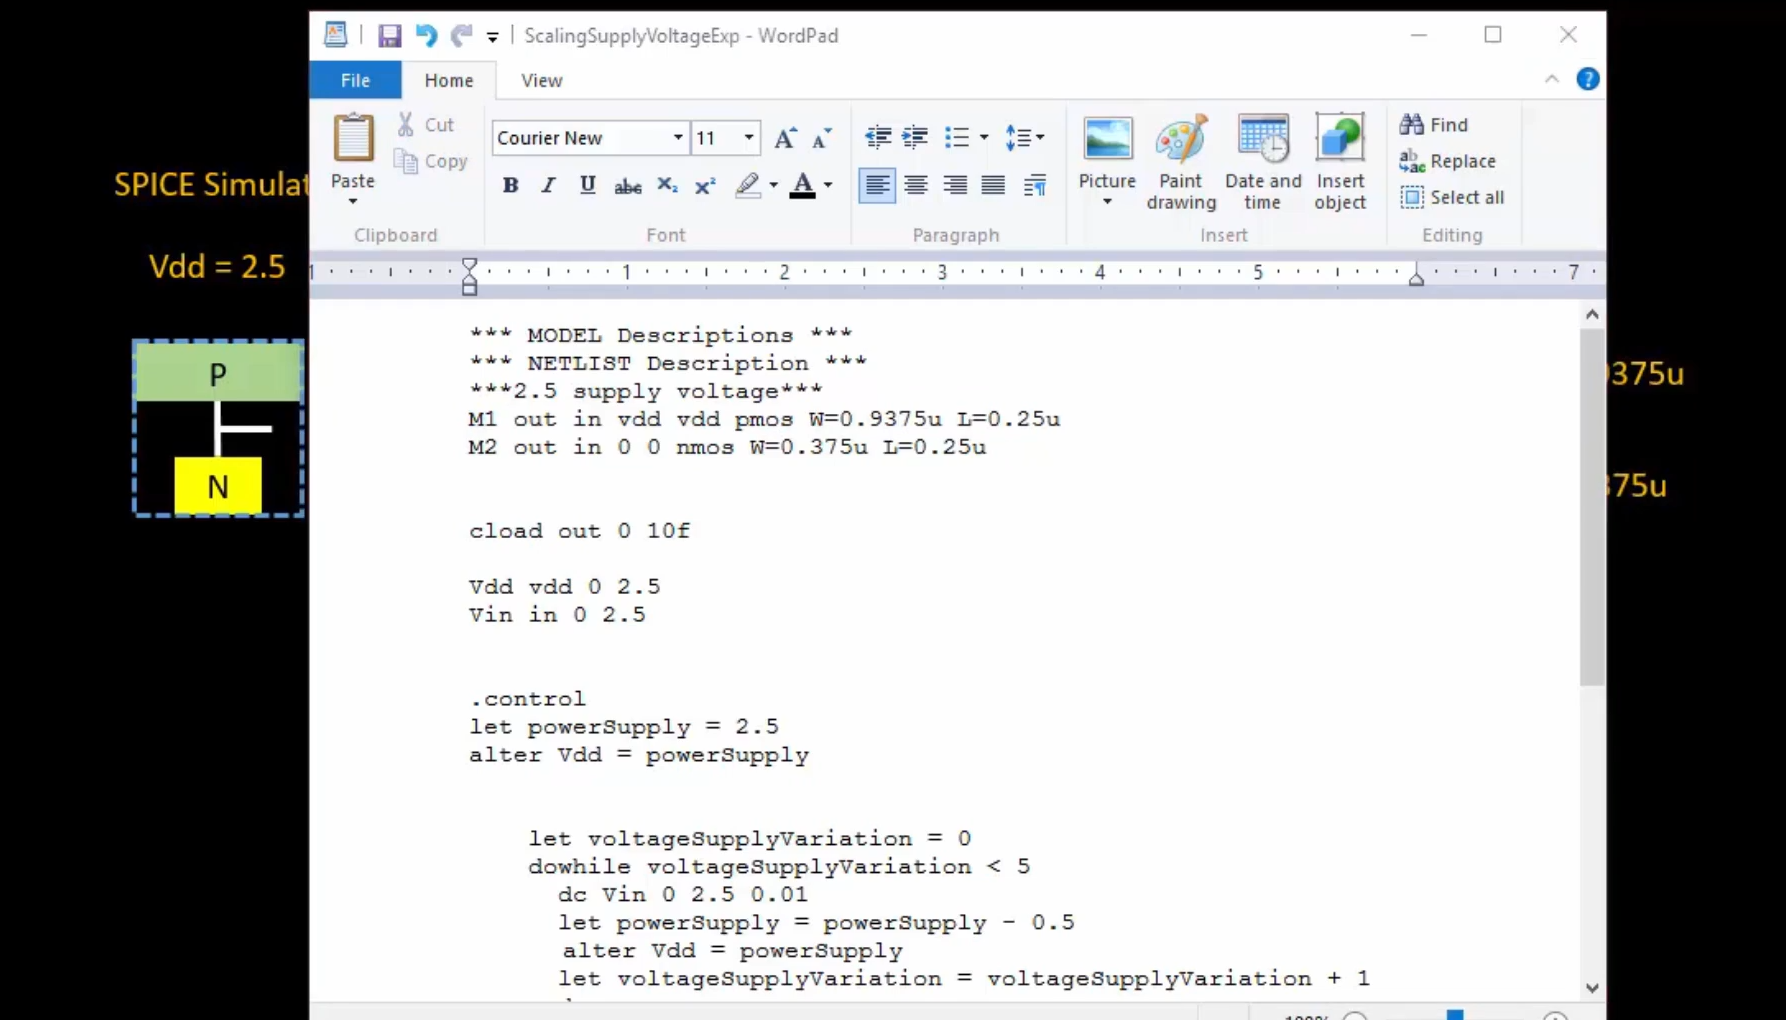 ScalingSupplyVoltageExp - WordPad
File Home View
Cut
Copy
Paste
Courier New 11
B I U abc X₂ X² A
Picture
Paint drawing
Date and time
Insert object
Find
Replace
Select all
Clipboard Font Paragraph Insert Editing
1 1 2 3 4 5 7
SPICE Simulat
Vdd = 2.5
P
N
375u
375u
*** MODEL Descriptions ***
*** NETLIST Description ***
***2.5 supply voltage***
M1 out in vdd vdd pmos W=0.9375u L=0.25u
M2 out in 0 0 nmos W=0.375u L=0.25u
cload out 0 10f
Vdd vdd 0 2.5
Vin in 0 2.5
.control
let powerSupply = 2.5
alter Vdd = powerSupply
let voltageSupplyVariation = 0
dowhile voltageSupplyVariation < 5
dc Vin 0 2.5 0.01
let powerSupply = powerSupply - 0.5
alter Vdd = powerSupply
let voltageSupplyVariation = voltageSupplyVariation + 1